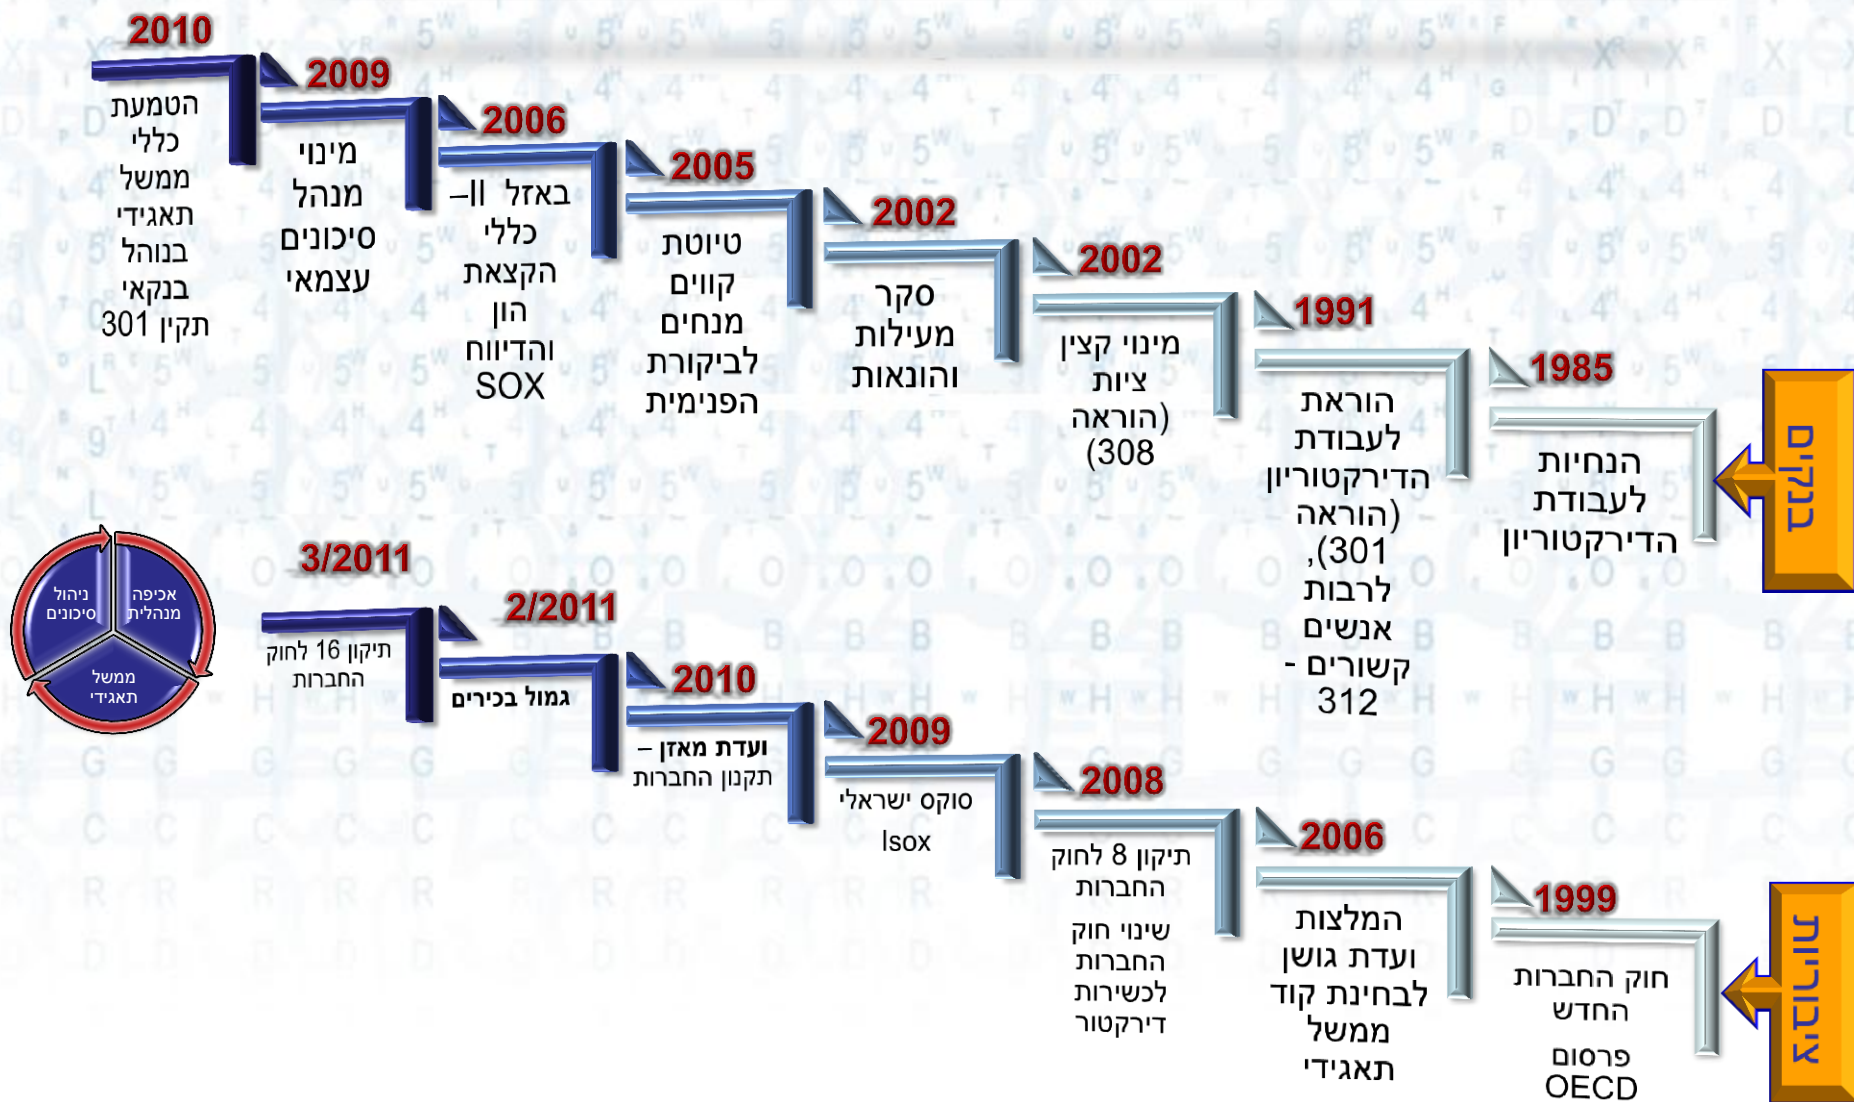 בנקים
1985
הנחיות
לעבודת
הדירקטוריון
1991
הוראת
לעבודת
הדירקטוריון
(הוראה
301),
לרבות
אנשים
קשורים -
312
2002
מינוי קצין
ציות
(הוראה
308)
2002
סקר
מעילות
והונאות
2005
טיוטת
קווים
מנחים
לביקורת
הפנימית
2006
באזל II–
כללי
הקצאת
הון
והדיווח
SOX
2009
מינוי
מנהל
סיכונים
עצמאי
2010
הטמעת
כללי
ממשל
תאגידי
בנוהל
בנקאי
תקין 301
ציבוריות
1999
חוק החברות
החדש
פרסום
OECD
2006
המלצות
ועדת גושן
לבחינת קוד
ממשל
תאגידי
2008
תיקון 8 לחוק
החברות
שינוי חוק
החברות
לכשירות
דירקטור
2009
סוקס ישראלי
Isox
2010
ועדת מאזן –
תקנון החברות
2/2011
גמול בכירים
3/2011
תיקון 16 לחוק
החברות
אכיפה
מנהלית
ניהול
סיכונים
ממשל
תאגידי